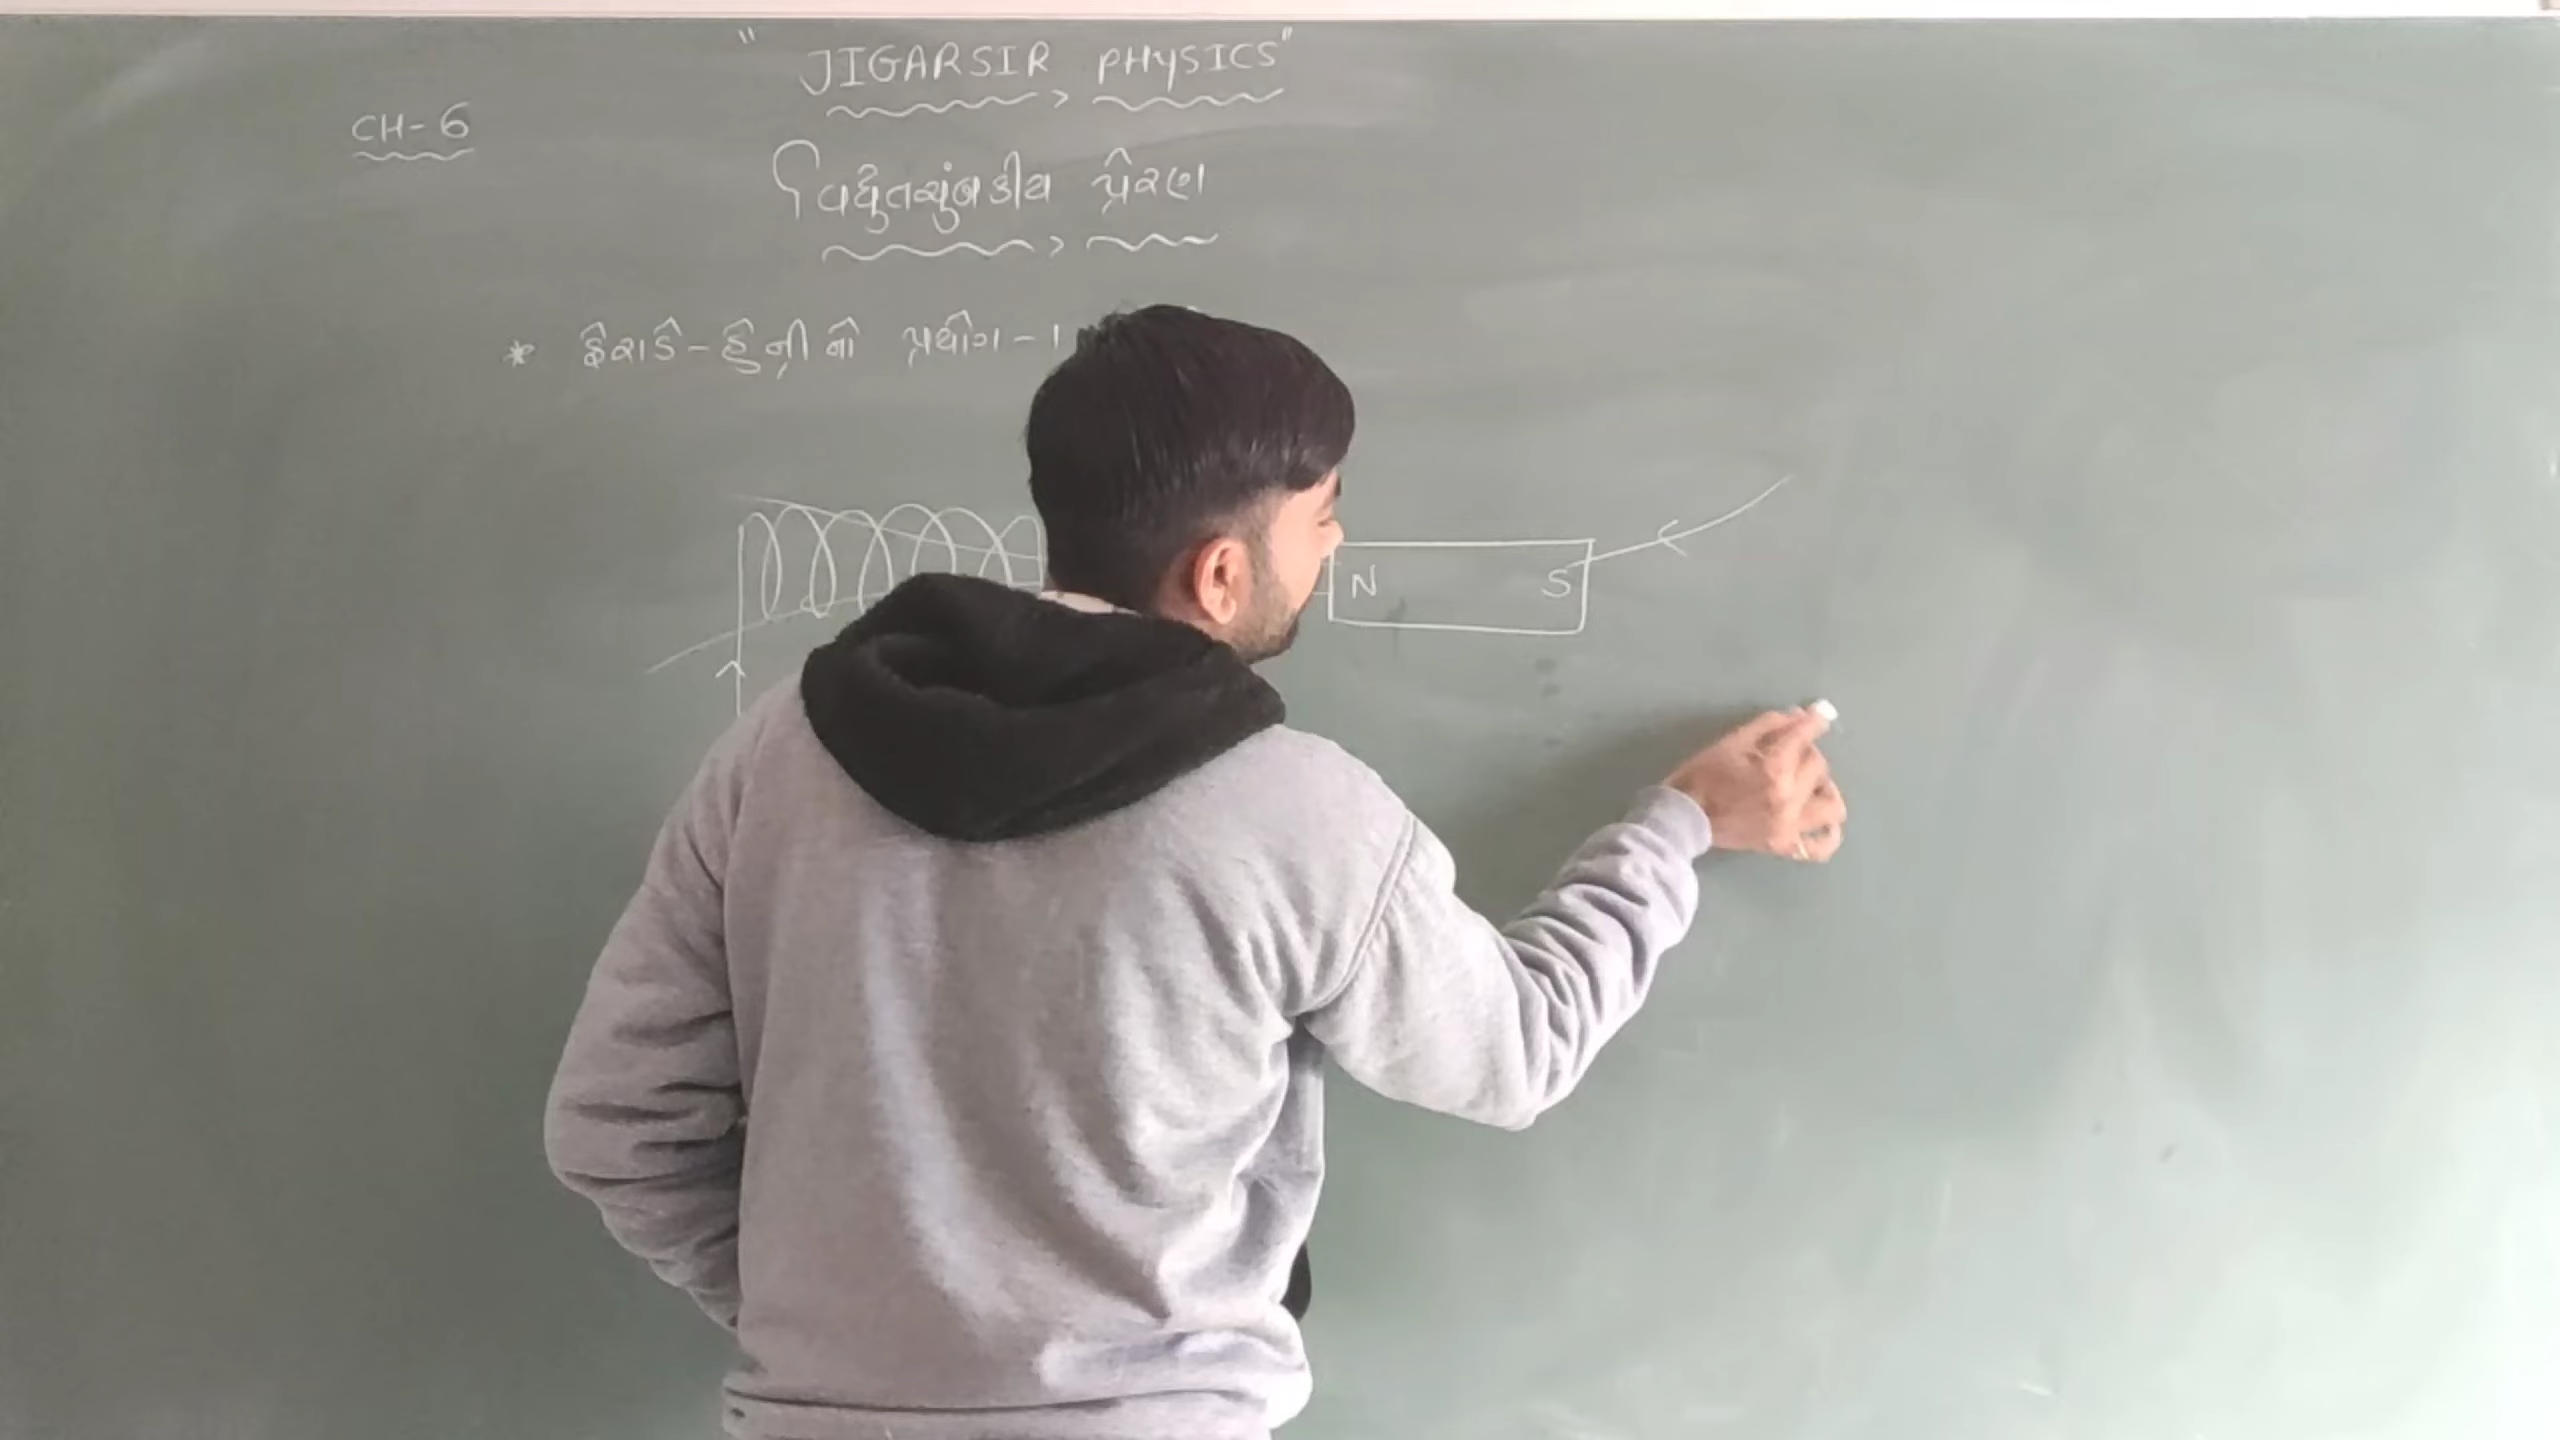 " JIGARSIR PHYSICS"
CH-6
વિદ્યુતચુંબકીય પ્રેરણ
* ફેરાડે-હેન્રીનો પ્રયોગ-1
N S